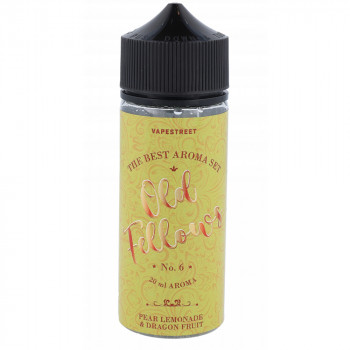 VAPESTREET
THE BEST AROMA SET
Old
Fellows
• No. 6 •
20 ml AROMA
PEAR LEMONADE
& DRAGON FRUIT